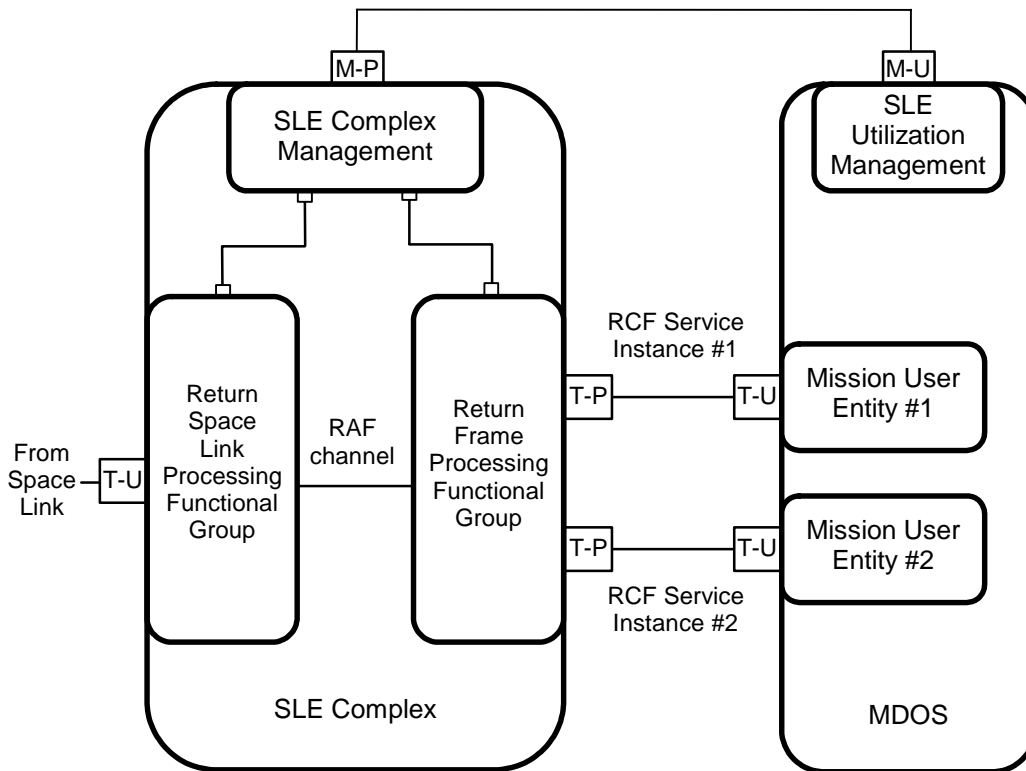 M-P
M-U
SLE Complex
Management
SLE
Utilization
Management
RCF Service
Instance #1
Mission User
Entity #1
T-P
T-U
Return
Space
Link
Processing
Functional
Group
RAF
channel
Return
Frame
Processing
Functional
Group
From
Space
Link
T-U
Mission User
Entity #2
T-P
T-U
RCF Service
Instance #2
SLE Complex
MDOS